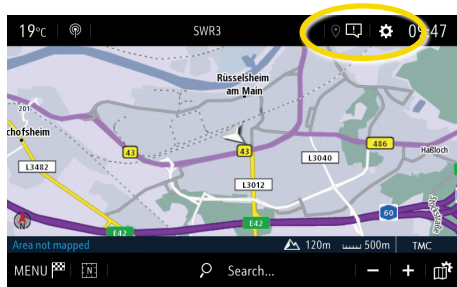 19°C SWR3 09:47
Rüsselsheim
am Main
201
chofsheim
43
43
486
Haßloch
L3482
L3040
L3012
60
E42
E42
N
Area not mapped 120m 500m TMC
MENU N Search... − +